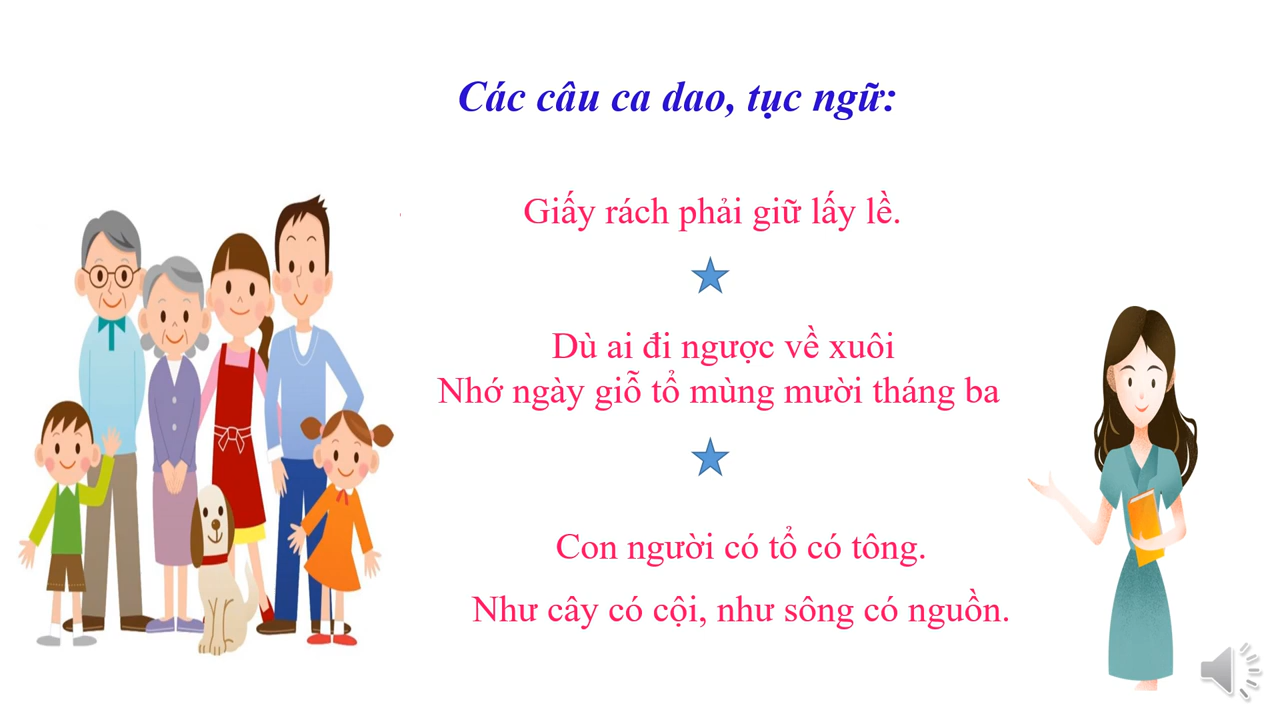 Các câu ca dao, tục ngữ:
Giấy rách phải giữ lấy lề.
Dù ai đi ngược về xuôi
Nhớ ngày giỗ tổ mùng mười tháng ba
Con người có tổ có tông.
Như cây có cội, như sông có nguồn.